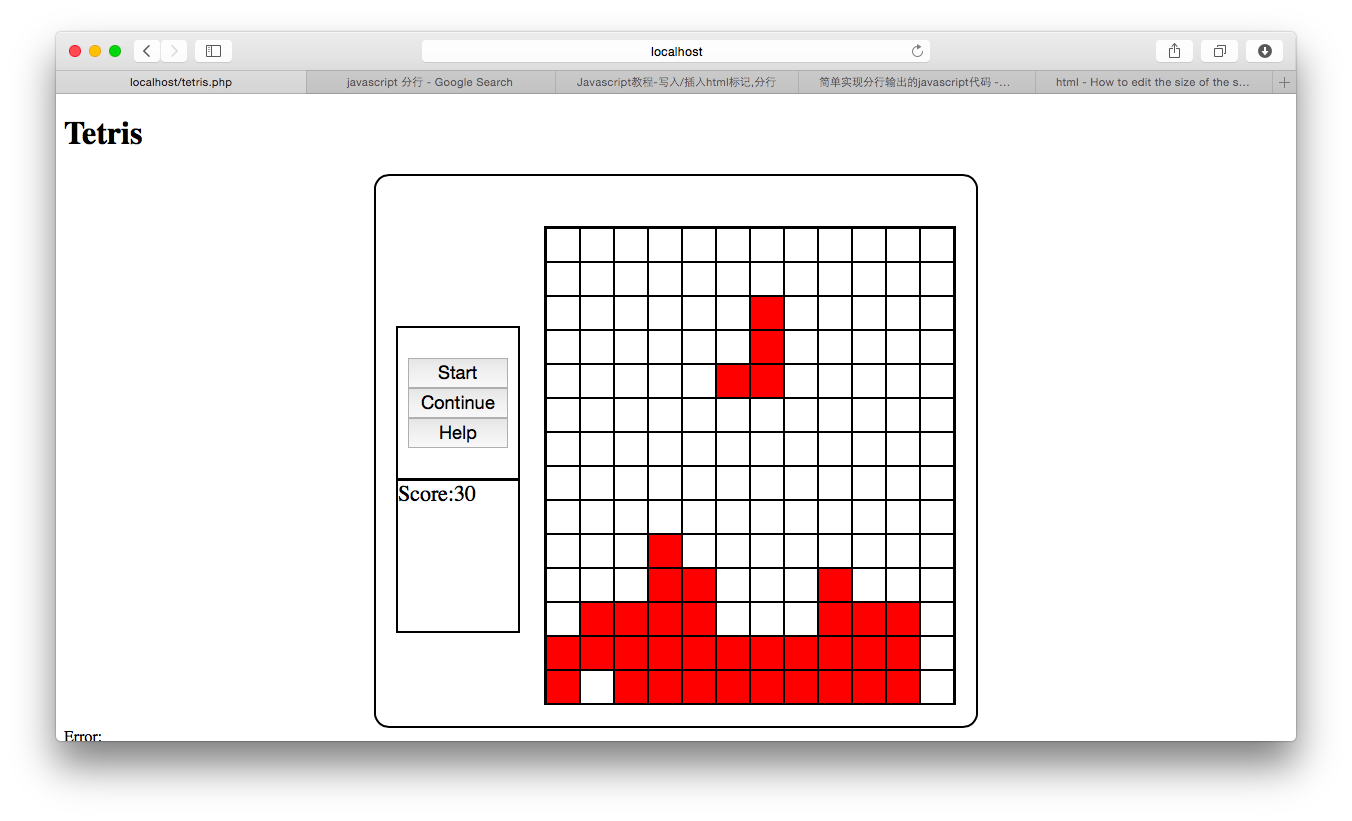 localhost
localhost/tetris.php
javascript 分行 - Google Search
Javascript教程-写入/插入html标记,分行
简单实现分行输出的javascript代码 -...
html - How to edit the size of the s...
Tetris
Start
Continue
Help
Score:30
Error: